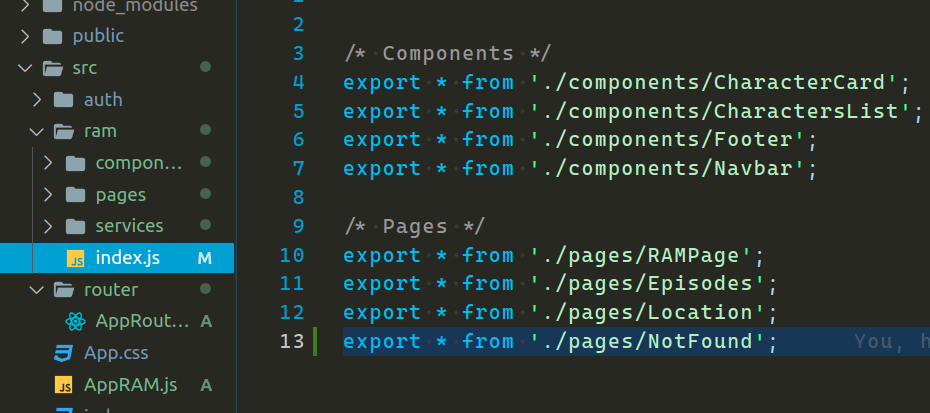 node_modules
public
src
auth
ram
compon...
pages
services
JS index.js M
router
AppRout... A
App.css
JS AppRAM.js A
2
3 /* Components */
4 export * from './components/CharacterCard';
5 export * from './components/CharactersList';
6 export * from './components/Footer';
7 export * from './components/Navbar';
8
9 /* Pages */
10 export * from './pages/RAMPage';
11 export * from './pages/Episodes';
12 export * from './pages/Location';
13 export * from './pages/NotFound'; You, h